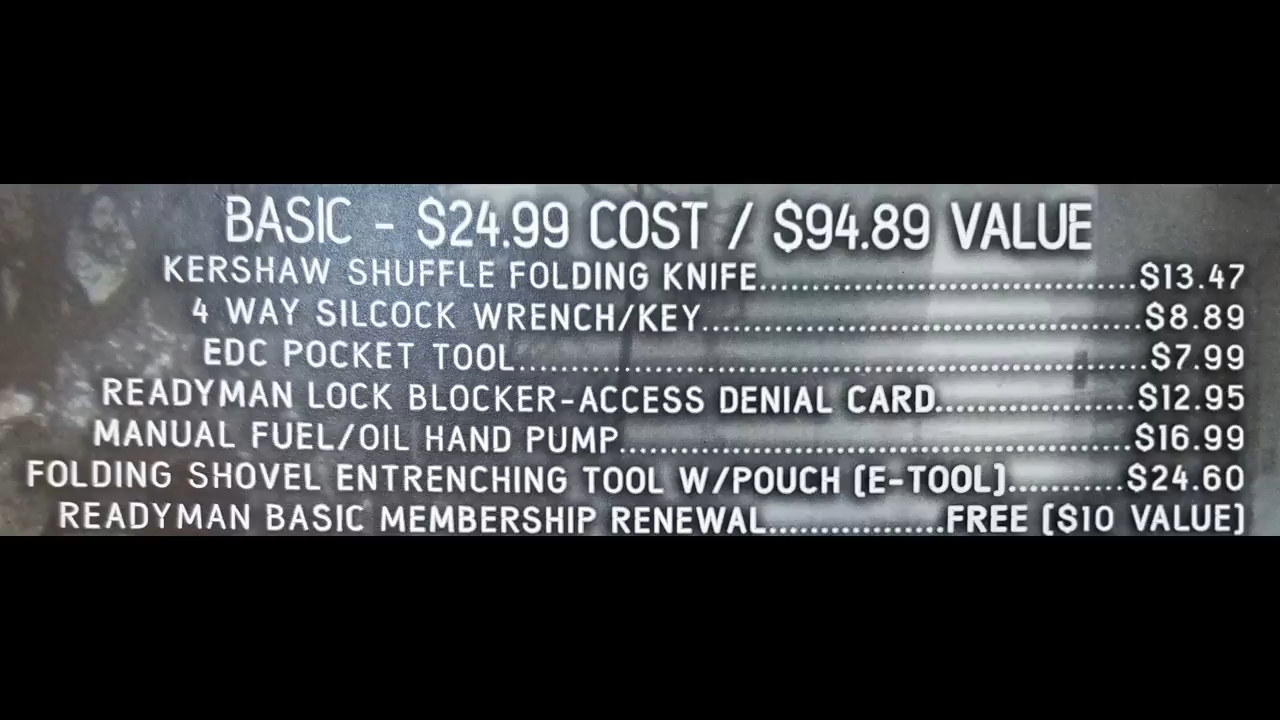 BASIC - $24.99 COST / $94.89 VALUE
KERSHAW SHUFFLE FOLDING KNIFE......................................$13.47
4 WAY SILCOCK WRENCH/KEY............................................$8.89
EDC POCKET TOOL................................................................$7.99
READYMAN LOCK BLOCKER-ACCESS DENIAL CARD....................$12.95
MANUAL FUEL/OIL HAND PUMP....................................................$16.99
FOLDING SHOVEL ENTRENCHING TOOL W/POUCH (E-TOOL)............$24.60
READYMAN BASIC MEMBERSHIP RENEWAL..................FREE ($10 VALUE)